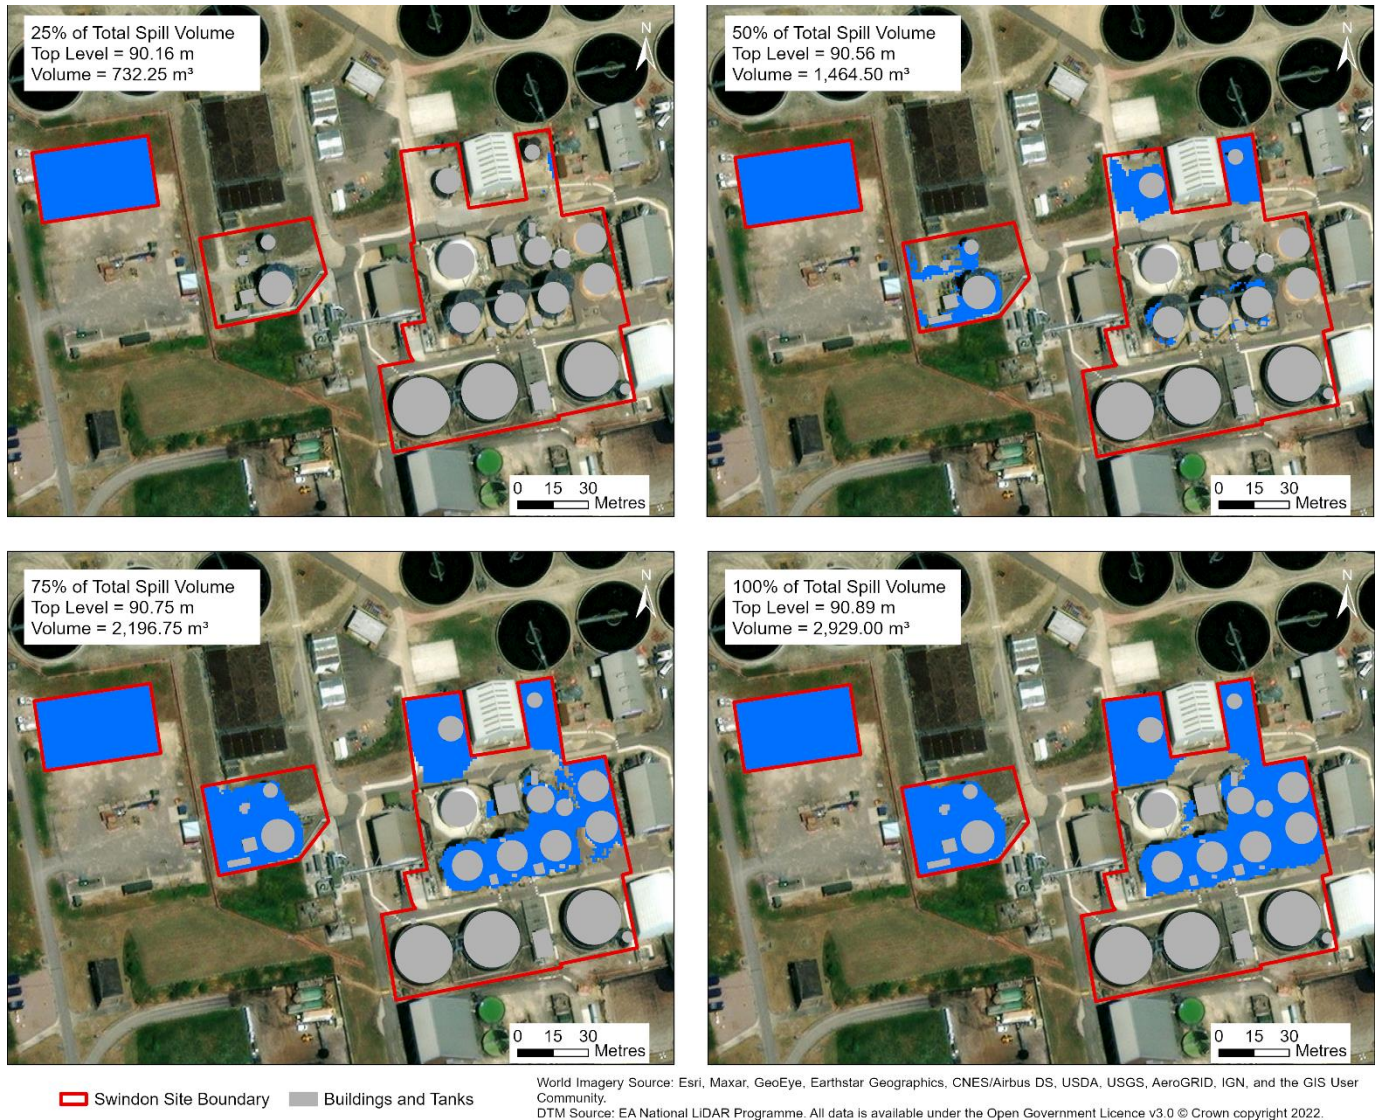 25% of Total Spill Volume
Top Level = 90.16 m
Volume = 732.25 m³
N
0 15 30
Metres
50% of Total Spill Volume
Top Level = 90.56 m
Volume = 1,464.50 m³
N
0 15 30
Metres
75% of Total Spill Volume
Top Level = 90.75 m
Volume = 2,196.75 m³
N
0 15 30
Metres
100% of Total Spill Volume
Top Level = 90.89 m
Volume = 2,929.00 m³
N
0 15 30
Metres
Swindon Site Boundary
Buildings and Tanks
World Imagery Source: Esri, Maxar, GeoEye, Earthstar Geographics, CNES/Airbus DS, USDA, USGS, AeroGRID, IGN, and the GIS User
Community.
DTM Source: EA National LiDAR Programme. All data is available under the Open Government Licence v3.0 © Crown copyright 2022.